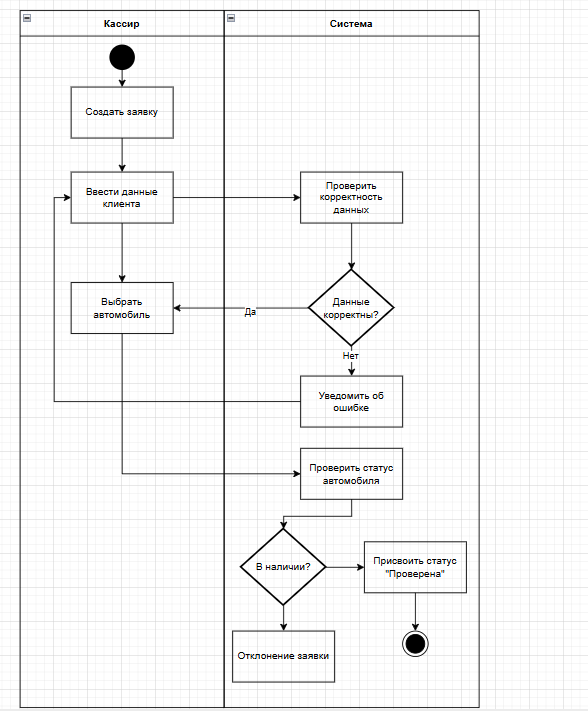 Кассир
Система
Создать заявку
Ввести данные
клиента
Проверить
корректность
данных
Выбрать
автомобиль
Да
Данные
корректны?
Нет
Уведомить об
ошибке
Проверить статус
автомобиля
В наличии?
Присвоить статус
"Проверена"
Отклонение заявки